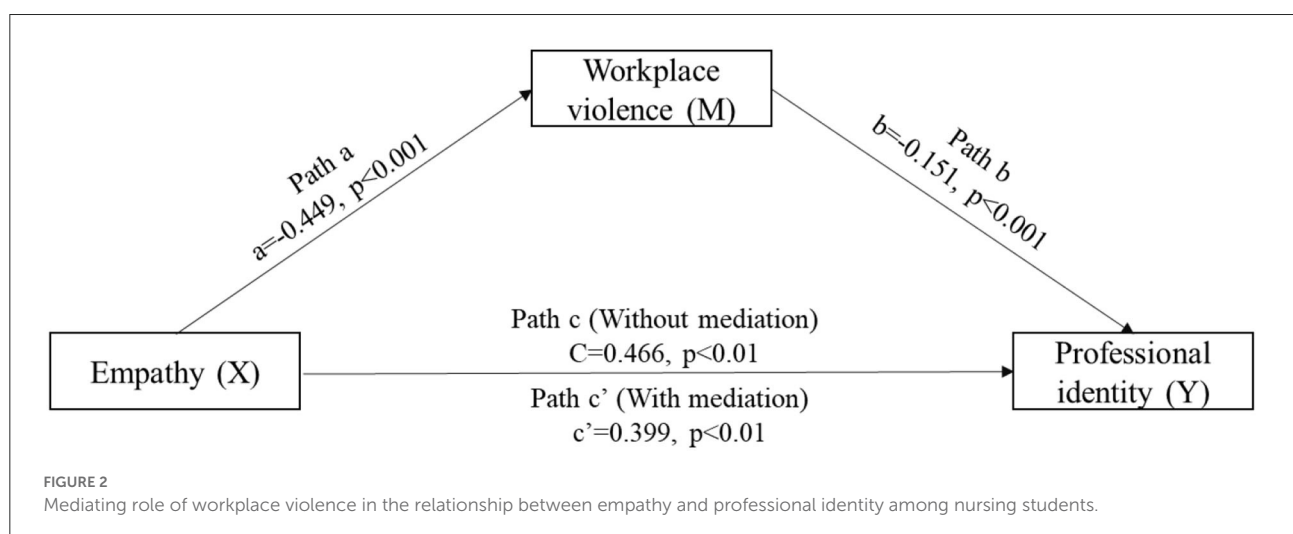 Workplace
violence (M)
Path a
a=-0.449, p<0.001
Path b
b=-0.151, p<0.001
Path c (Without mediation)
C=0.466, p<0.01
Empathy (X)
Professional
identity (Y)
Path c’ (With mediation)
c’=0.399, p<0.01
FIGURE 2
Mediating role of workplace violence in the relationship between empathy and professional identity among nursing students.